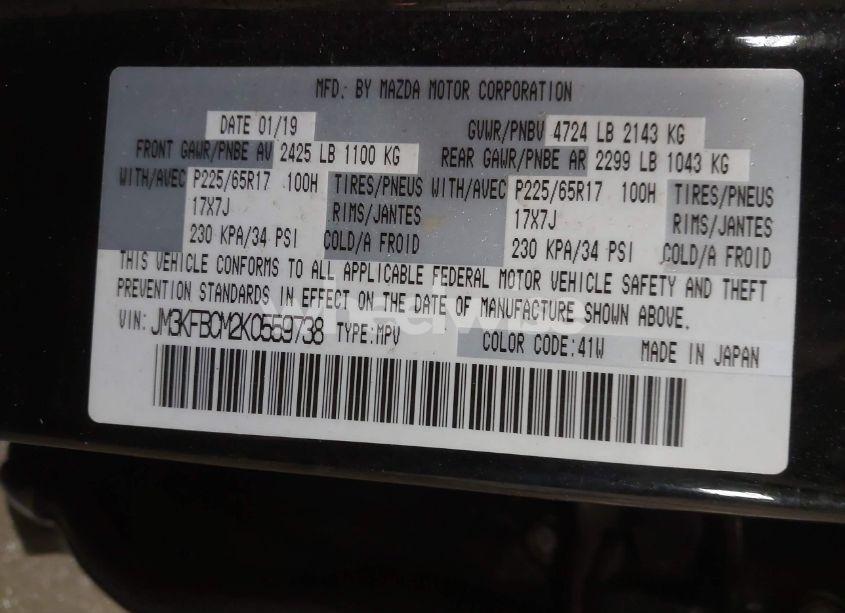 MFD. BY MAZDA MOTOR CORPORATION
DATE 01/19 GVWR/PNBV 4724 LB 2143 KG
FRONT GAWR/PNBE AV 2425 LB 1100 KG REAR GAWR/PNBE AR 2299 LB 1043 KG
WITH/AVEC P225/65R17 100H TIRES/PNEUS WITH/AVEC P225/65R17 100H TIRES/PNEUS
17X7J RIMS/JANTES 17X7J RIMS/JANTES
230 KPA/34 PSI COLD/A FROID 230 KPA/34 PSI COLD/A FROID
THIS VEHICLE CONFORMS TO ALL APPLICABLE FEDERAL MOTOR VEHICLE SAFETY AND THEFT
PREVENTION STANDARDS IN EFFECT ON THE DATE OF MANUFACTURE SHOWN ABOVE.
VIN: JM3KFBCM2K0559738 TYPE:MPV COLOR CODE:41W MADE IN JAPAN